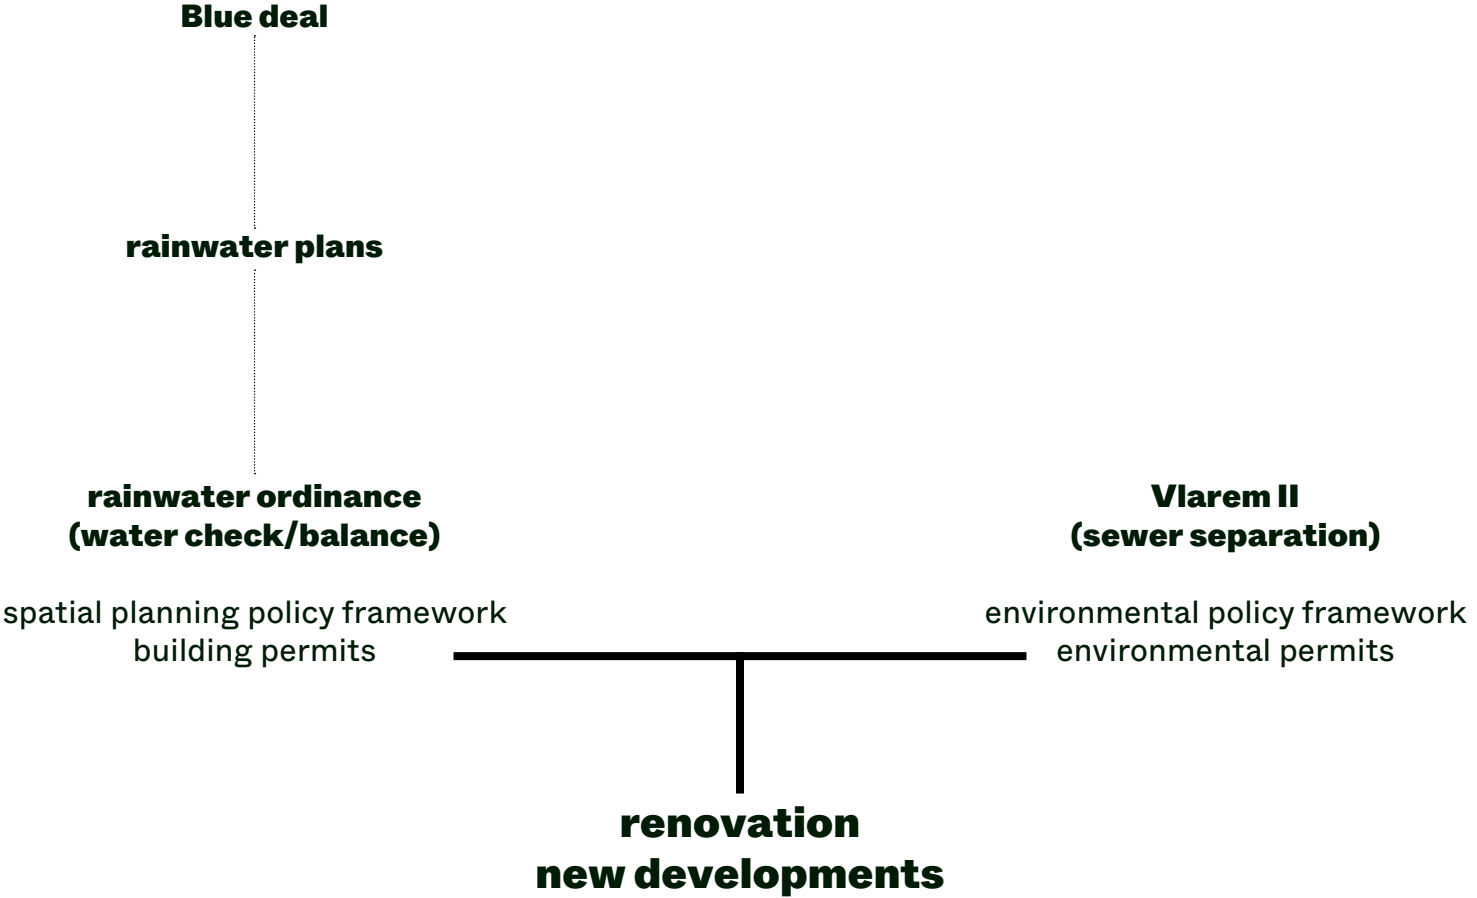 Blue deal
rainwater plans
rainwater ordinance
(water check/balance)
spatial planning policy framework
building permits
Vlarem II
(sewer separation)
environmental policy framework
environmental permits
renovation
new developments